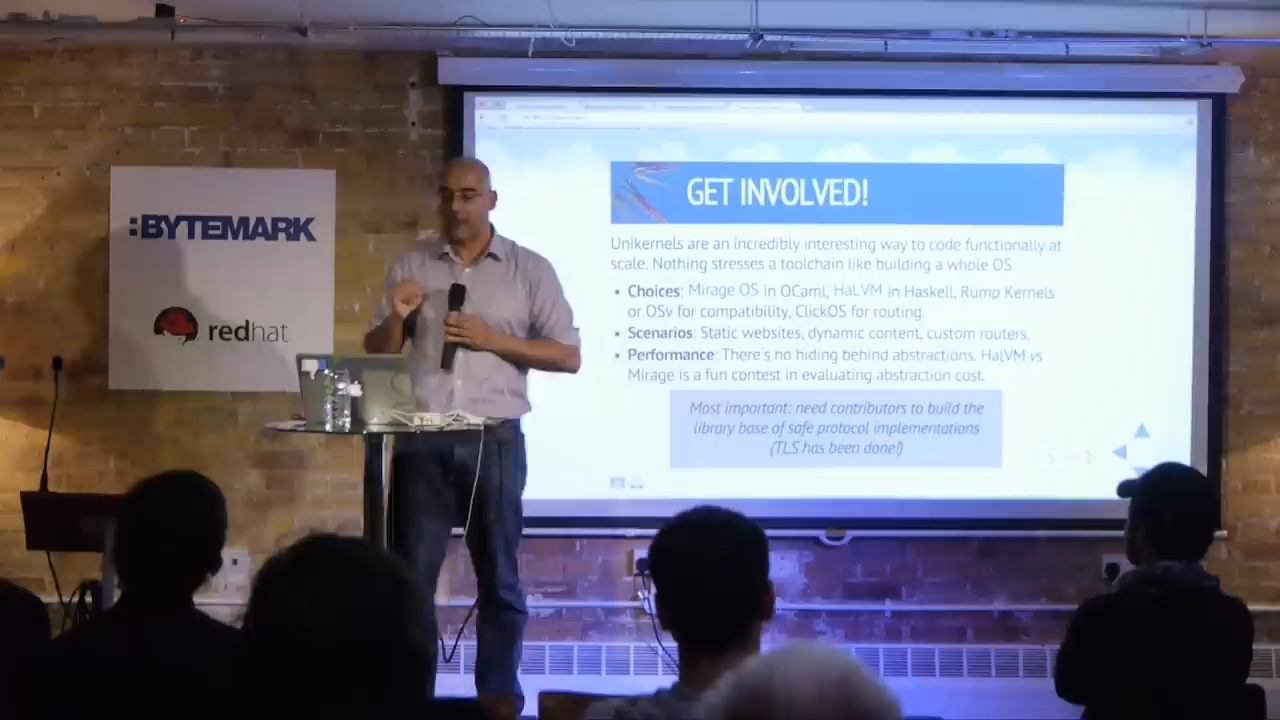 :BYTEMARK
redhat
GET INVOLVED!
Unikernels are an incredibly interesting way to code functionally at
scale. Nothing stresses a toolchain like building a whole OS.
• Choices: Mirage OS in OCaml, HaLVM in Haskell, Rump Kernels
or OSv for compatibility, ClickOS for routing.
• Scenarios: Static websites, dynamic content, custom routers.
• Performance: There's no hiding behind abstractions. HalVM vs
Mirage is a fun contest in evaluating abstraction cost.
Most important: need contributors to build the
library base of safe protocol implementations
(TLS has been done!)